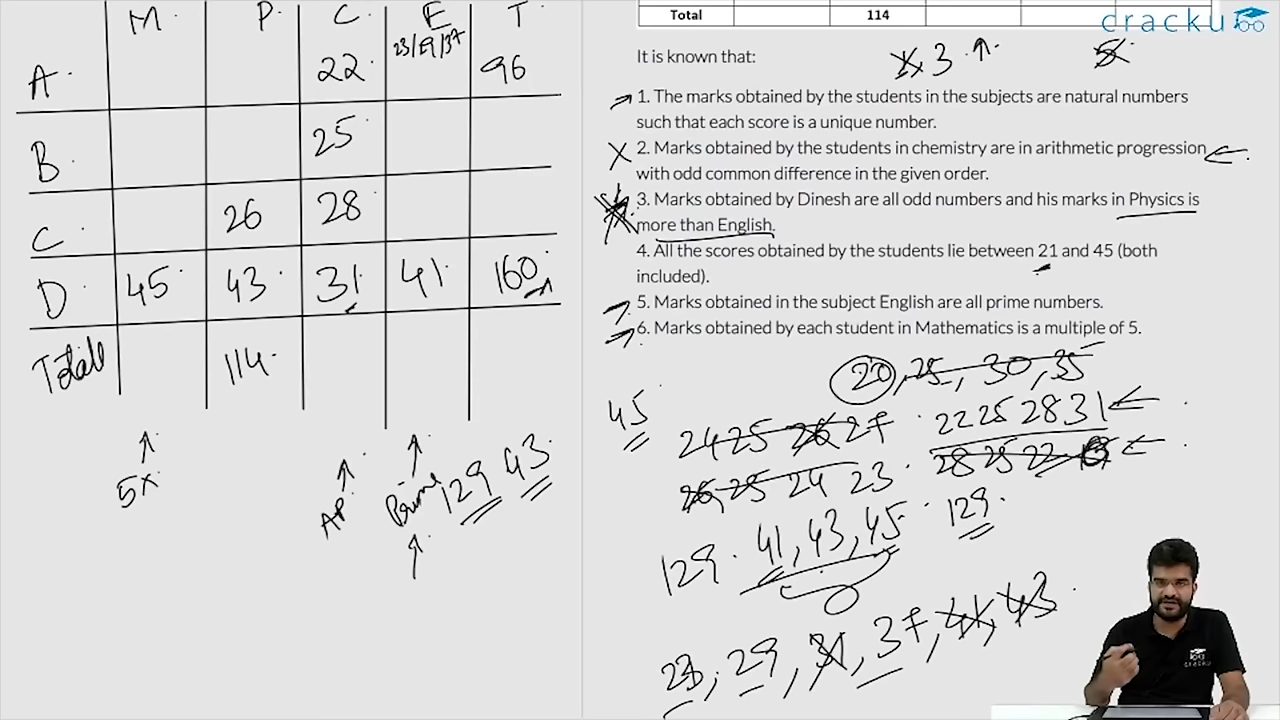 M. P. C. E T.
23/29/37
A. 22. 96
B 25.
C. 26 28
D. 45. 43. 31 41. 160
Total 114.
5x
AP
Prime
129 43.
Total 114
cracku
It is known that:
3 ↑
1. The marks obtained by the students in the subjects are natural numbers
such that each score is a unique number.
2. Marks obtained by the students in chemistry are in arithmetic progression
with odd common difference in the given order.
3. Marks obtained by Dinesh are all odd numbers and his marks in Physics is
more than English.
4. All the scores obtained by the students lie between 21 and 45 (both
included).
5. Marks obtained in the subject English are all prime numbers.
6. Marks obtained by each student in Mathematics is a multiple of 5.
20, 25, 30, 35
45
24 25 26 27 . 22 25 28 31
26, 25 24 23 . 28 25 22
129. 41, 43, 45. 129.
23, 29, 31, 37, 41, 43
cracku